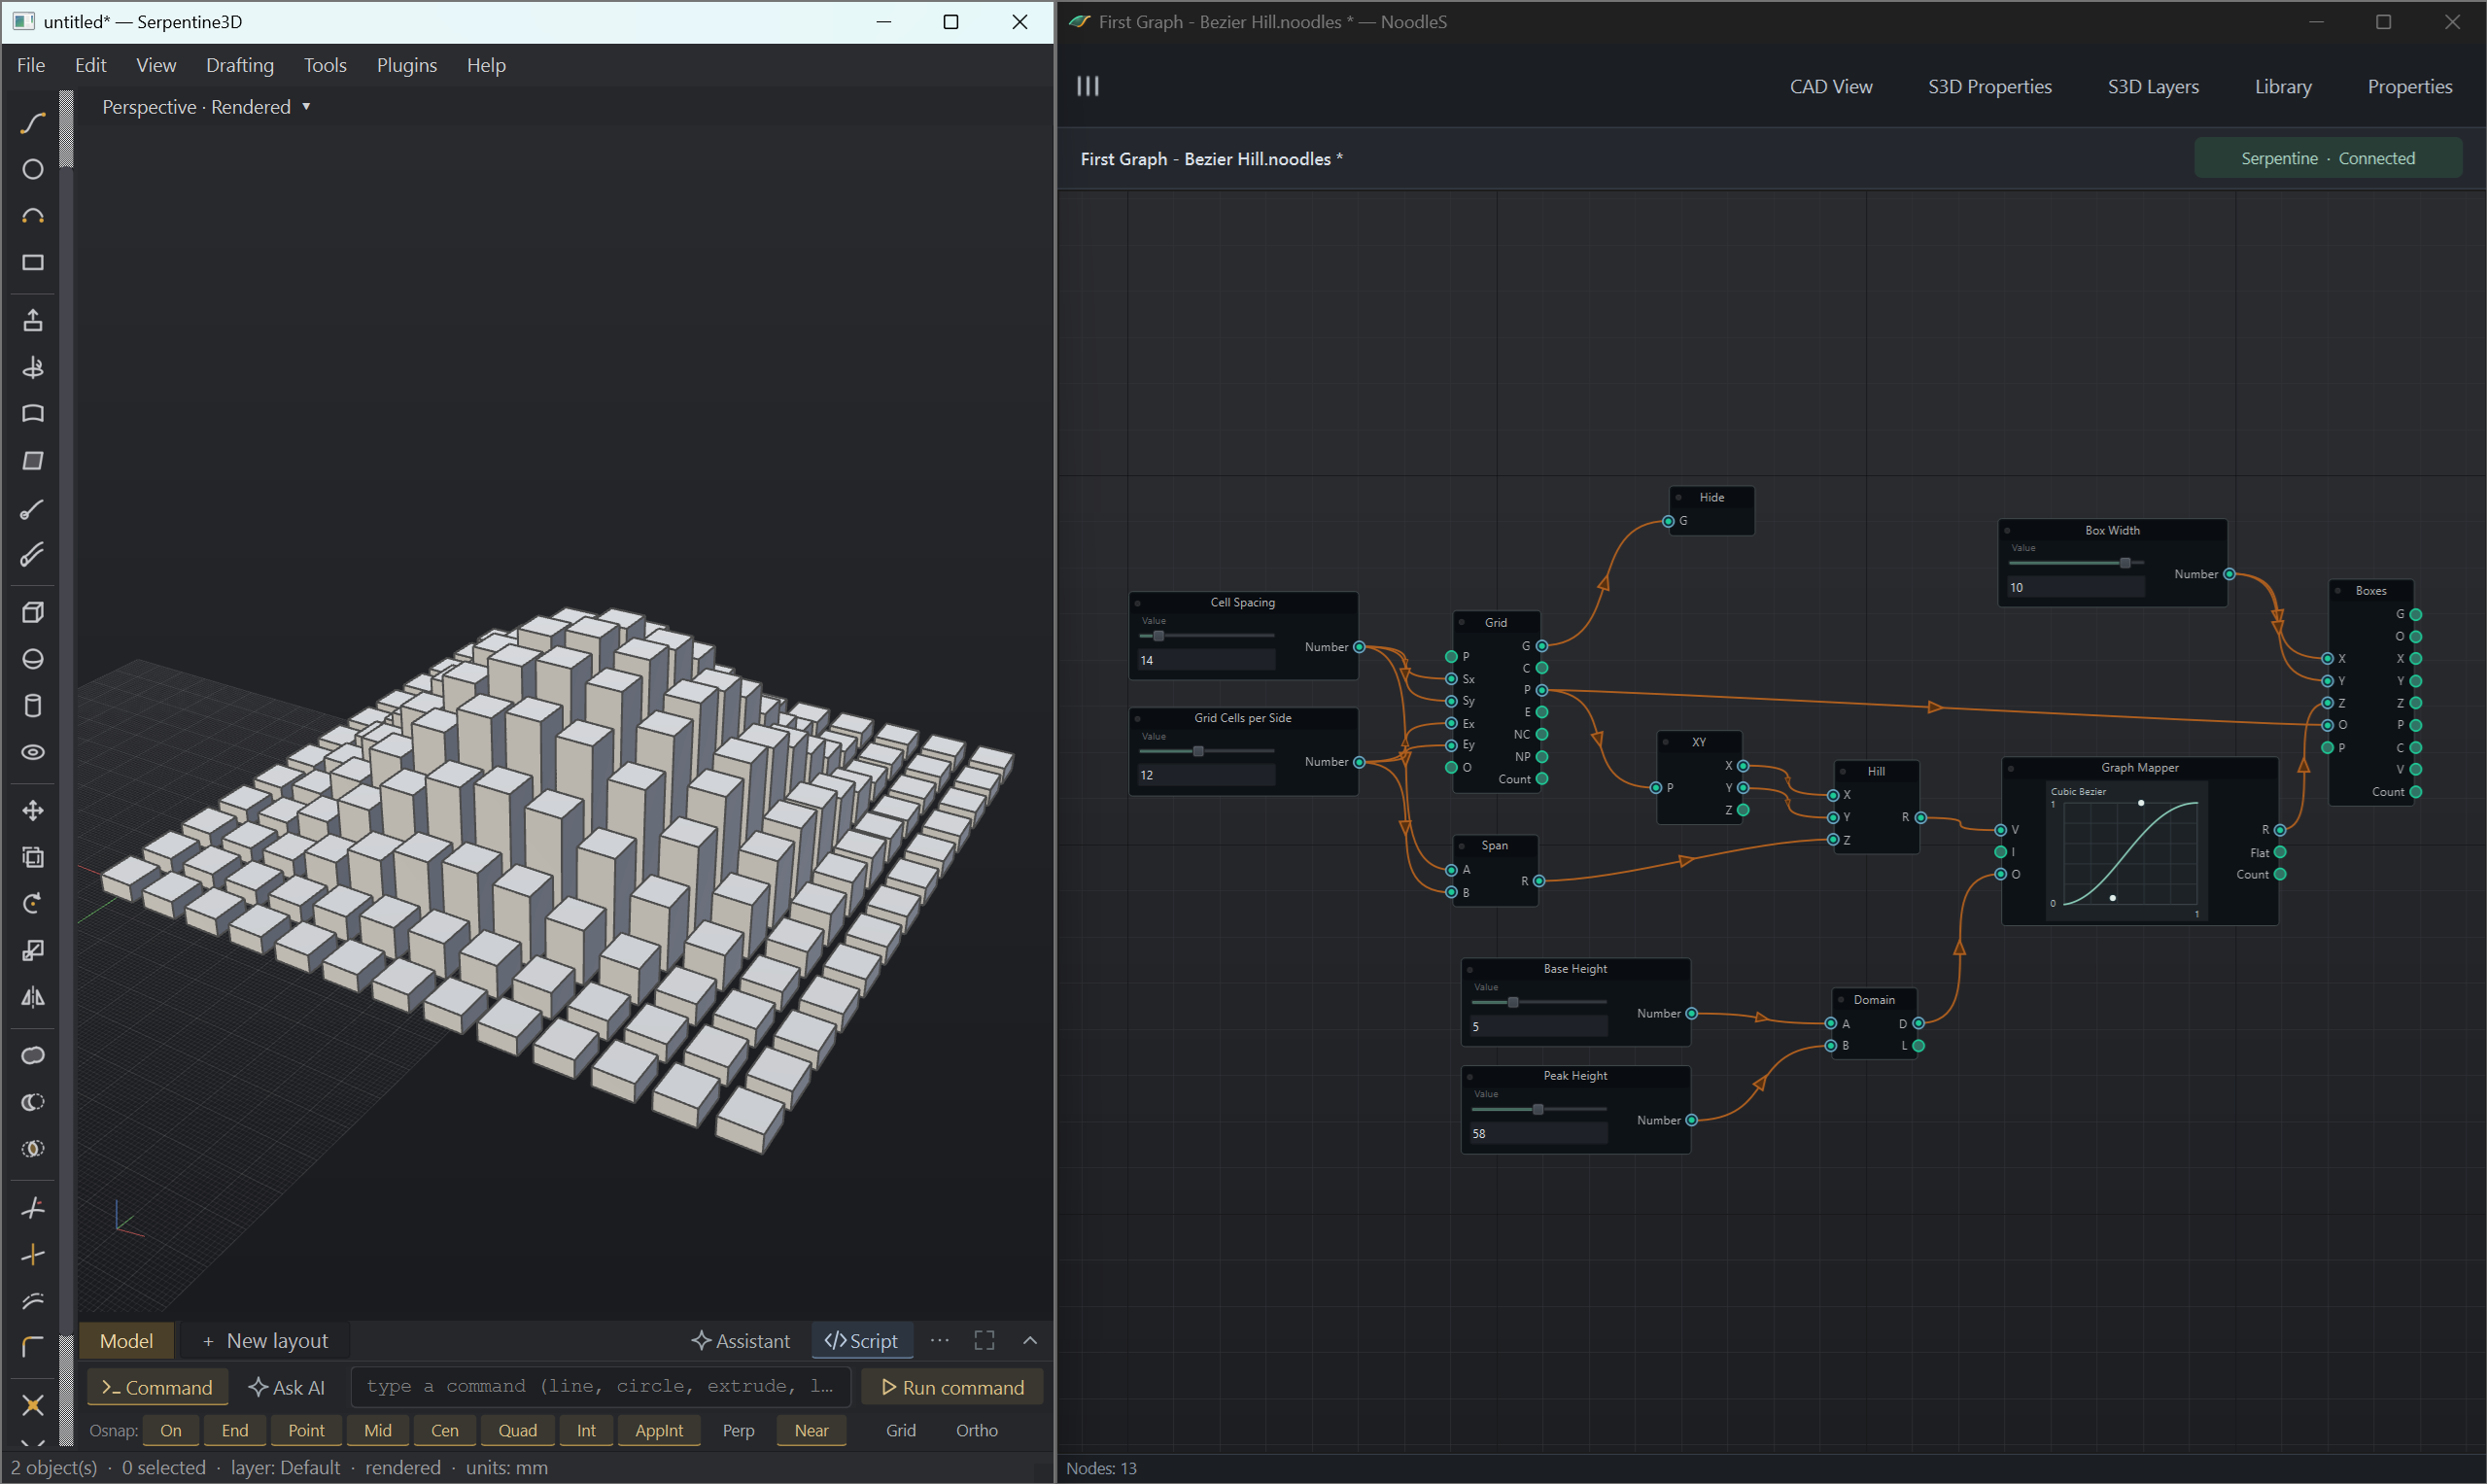 untitled* — Serpentine3D
File Edit View Drafting Tools Plugins Help
Perspective · Rendered ▾
Model + New layout Assistant </> Script ···
>_ Command Ask AI type a command (line, circle, extrude, l… Run command
Osnap: On End Point Mid Cen Quad Int AppInt Perp Near Grid Ortho
2 object(s) · 0 selected · layer: Default · rendered · units: mm
First Graph - Bezier Hill.noodles * — NoodleS
CAD View S3D Properties S3D Layers Library Properties
First Graph - Bezier Hill.noodles *
Serpentine · Connected
Hide
G
Box Width
Value
10
Number
Cell Spacing
Value
14
Number
Grid Cells per Side
Value
12
Number
Grid
G
P C
Sx P
Sy E
Ex NC
Ey NP
O Count
XY
X
P Y
Z
Hill
X
Y R
Z
Span
A
B R
Graph Mapper
Cubic Bezier
1
0
1
V R
I Flat
O Count
Boxes
G
O
X X
Y Y
Z Z
O P
P C
V
Count
Base Height
Value
5
Number
Peak Height
Value
58
Number
Domain
A D
B L
Nodes: 13